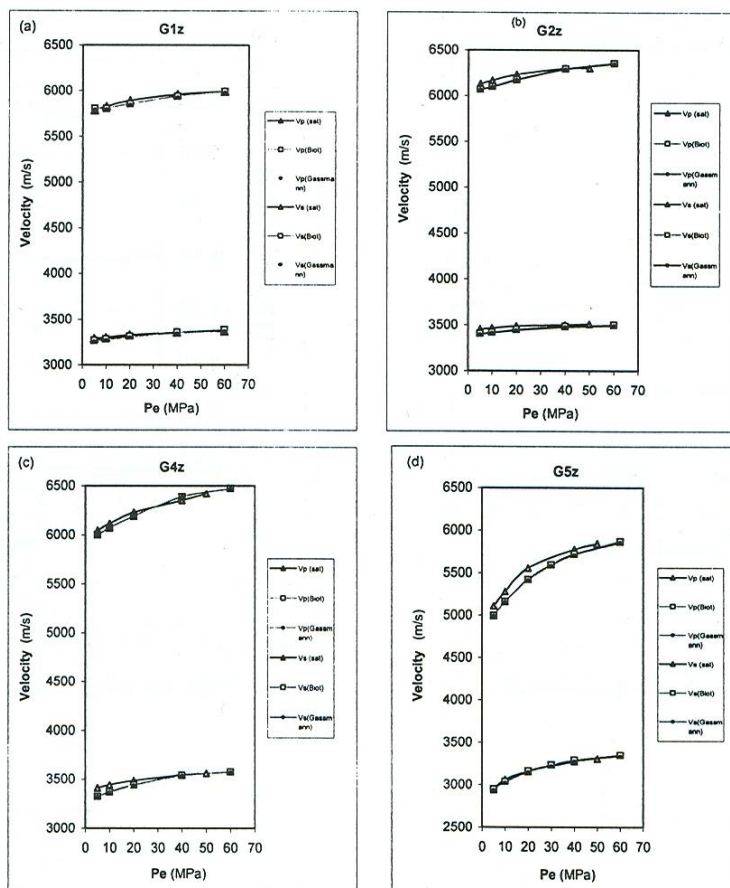 (a)
G1z
6500
6000
5500
5000
4500
4000
3500
3000
0 10 20 30 40 50 60 70
Velocity (m/s)
Pe (MPa)
Vp (sat)
Vp(Biot)
Vp(Gassma
nn)
Vs (sat)
Vs(Biot)
Vs(Gassma
nn)
(b)
G2z
6500
6000
5500
5000
4500
4000
3500
3000
0 10 20 30 40 50 60 70
Velocity (m/s)
Pe (MPa)
Vp (sat)
Vp(Biot)
Vp(Gassm
ann)
Vs (sat)
Vs(Biot)
Vs(Gassm
ann)
(c)
G4z
6500
6000
5500
5000
4500
4000
3500
3000
0 10 20 30 40 50 60 70
Velocity (m/s)
Pe (MPa)
Vp (sat)
Vp(Biot)
Vp(Gassm
ann)
Vs (sat)
Vs(Biot)
Vs(Gassm
ann)
(d)
G5z
6500
6000
5500
5000
4500
4000
3500
3000
2500
0 10 20 30 40 50 60 70
Velocity (m/s)
Pe (MPa)
Vp (sat)
Vp(Biot)
Vp(Gassm
ann)
Vs (sat)
Vs(Biot)
Vs(Gassm
ann)